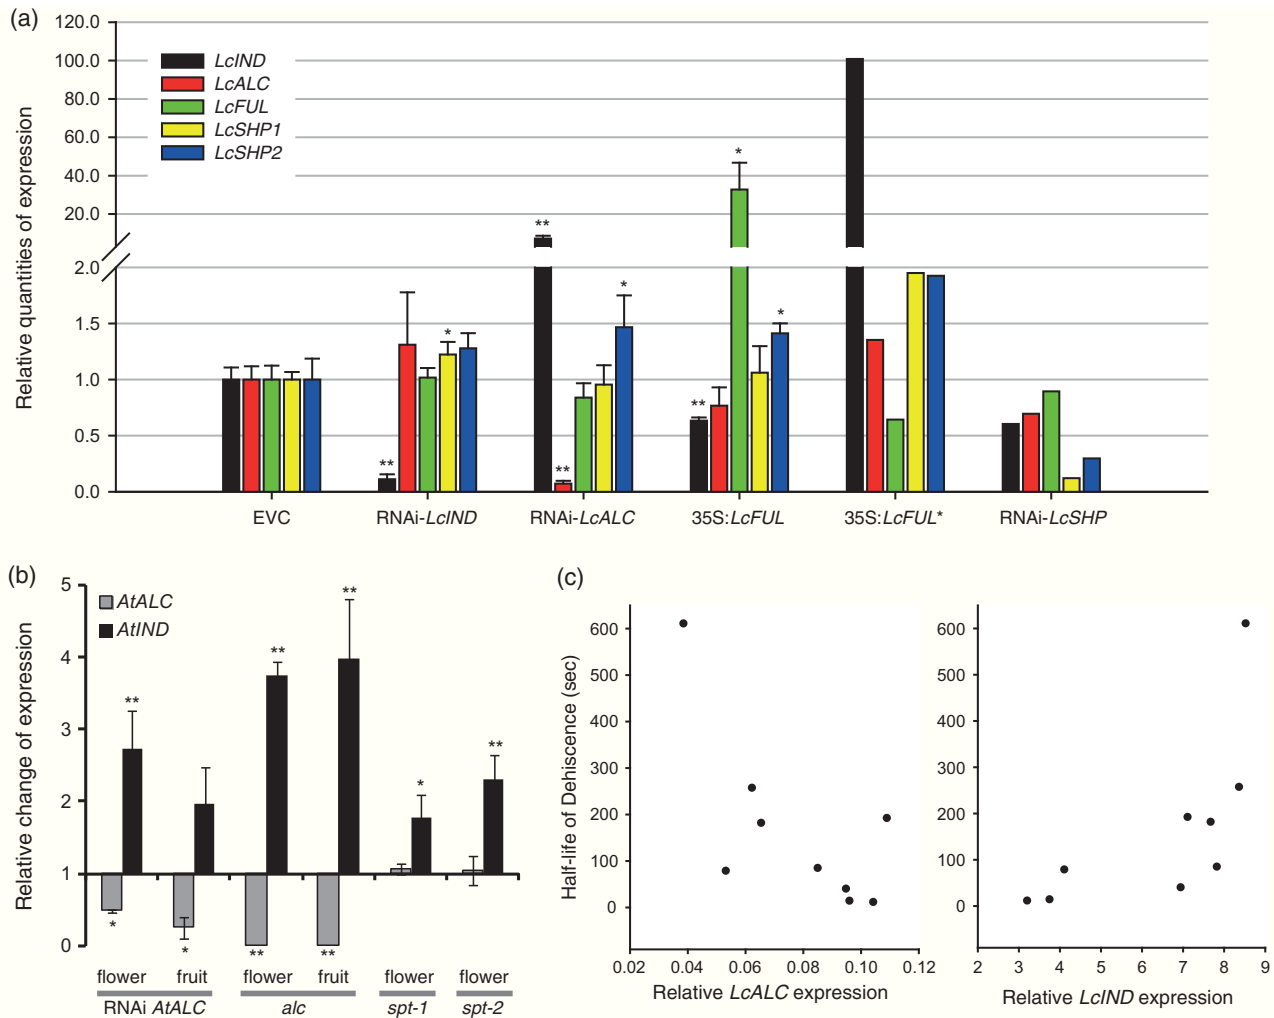 (a)
120.0
100.0
80.0
60.0
40.0
20.0
2.0
1.5
1.0
0.5
0.0
Relative quantities of expression
LcIND
LcALC
LcFUL
LcSHP1
LcSHP2
** * ** ** * ** * * 
EVC RNAi-LcIND RNAi-LcALC 35S:LcFUL 35S:LcFUL* RNAi-LcSHP
(b)
5
4
3
2
1
0
Relative change of expression
AtALC
AtIND
** ** ** * **
* * ** **
flower fruit flower fruit flower flower
RNAi AtALC alc spt-1 spt-2
(c)
600
500
400
300
200
100
0
Half-life of Dehiscence (sec)
0.02 0.04 0.06 0.08 0.10 0.12
Relative LcALC expression
600
500
400
300
200
100
0
2 3 4 5 6 7 8 9
Relative LcIND expression